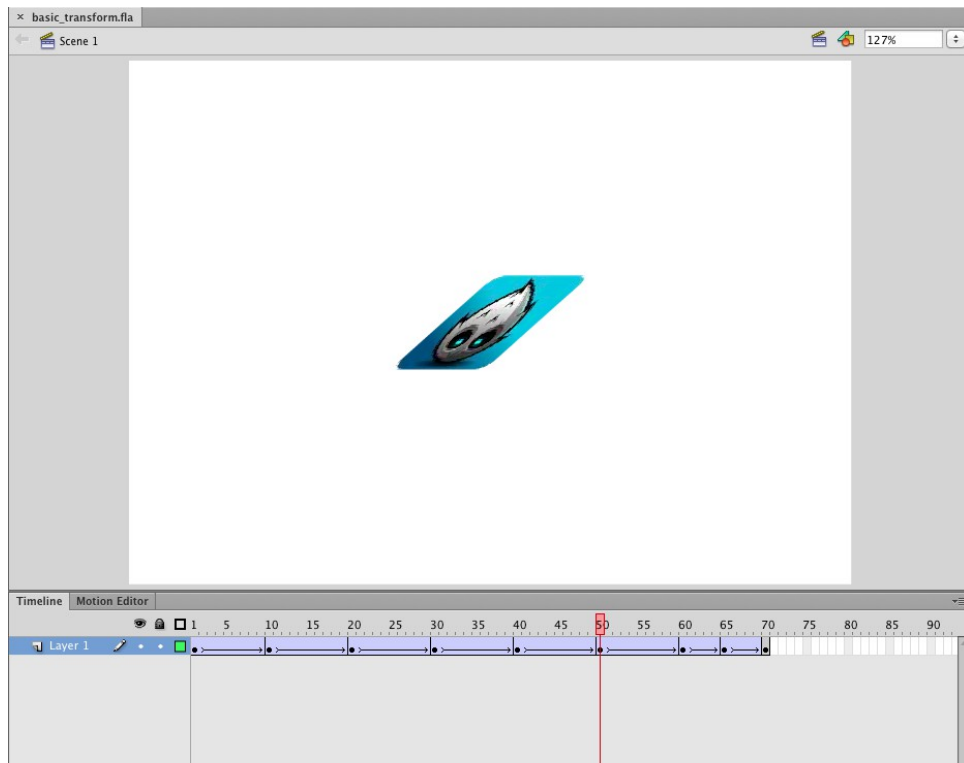 basic_transform.fla
Scene 1
127%
Timeline Motion Editor
1 5 10 15 20 25 30 35 40 45 50 55 60 65 70 75 80 85 90
Layer 1